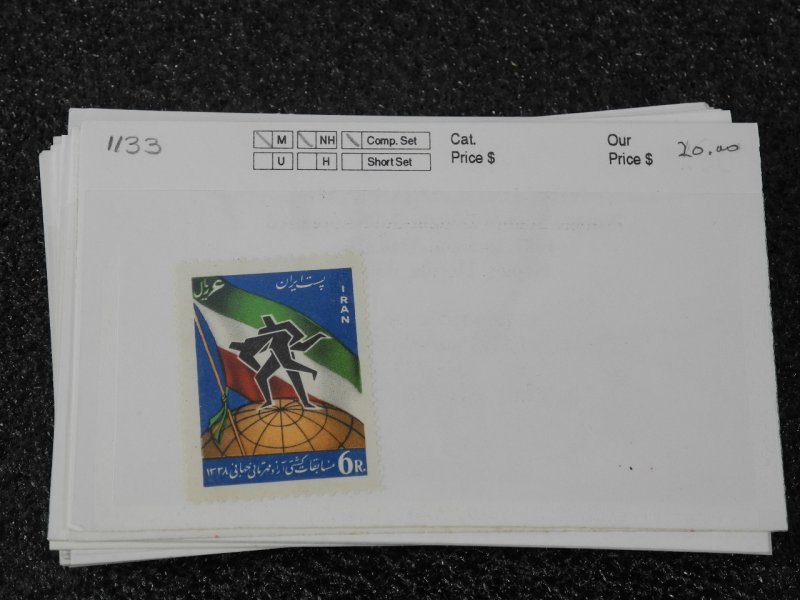 1133
M NH Comp. Set
U H Short Set
Cat.
Price $
Our
Price $ 20.00
۶ ریال
پست ایران
IRAN
مسابقات کشتی آزاد قهرمانی جهانی ۱۳۳۸
6R.